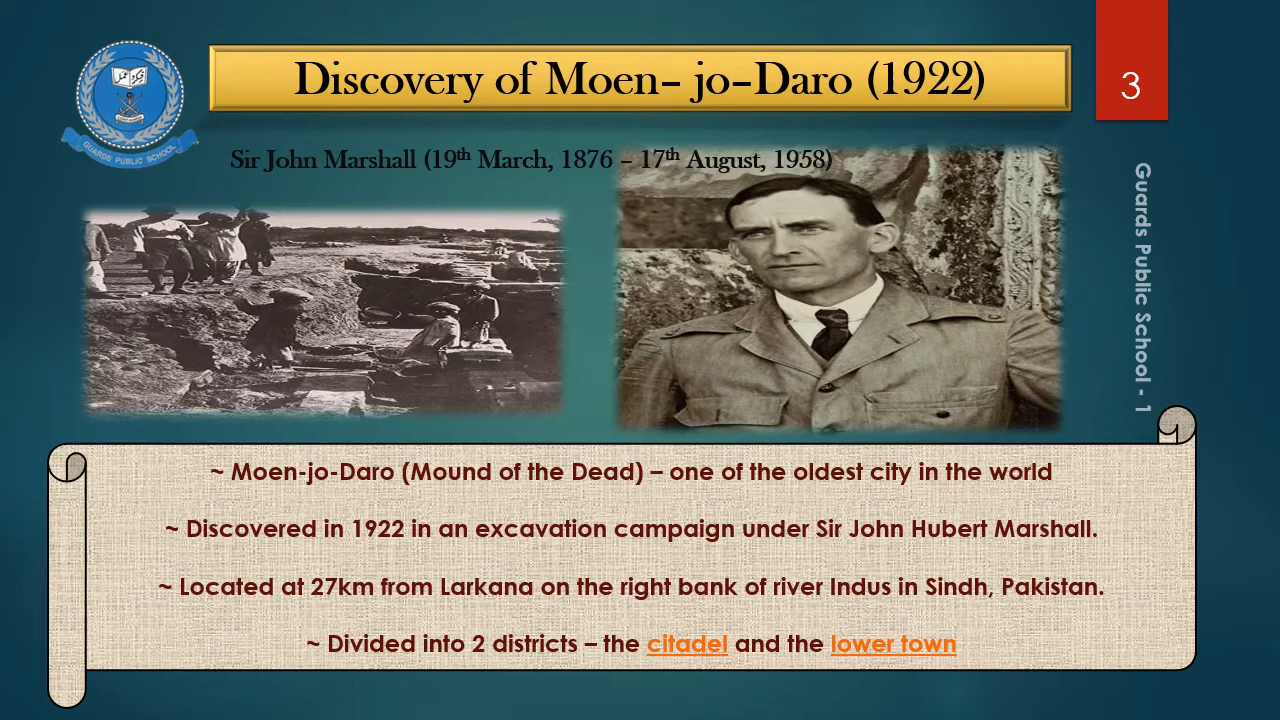 Discovery of Moen– jo–Daro (1922)
3
GUARDS PUBLIC SCHOOL
Sir John Marshall (19th March, 1876 – 17th August, 1958)
Guards Public School - 1
~ Moen-jo-Daro (Mound of the Dead) – one of the oldest city in the world
~ Discovered in 1922 in an excavation campaign under Sir John Hubert Marshall.
~ Located at 27km from Larkana on the right bank of river Indus in Sindh, Pakistan.
~ Divided into 2 districts – the citadel and the lower town